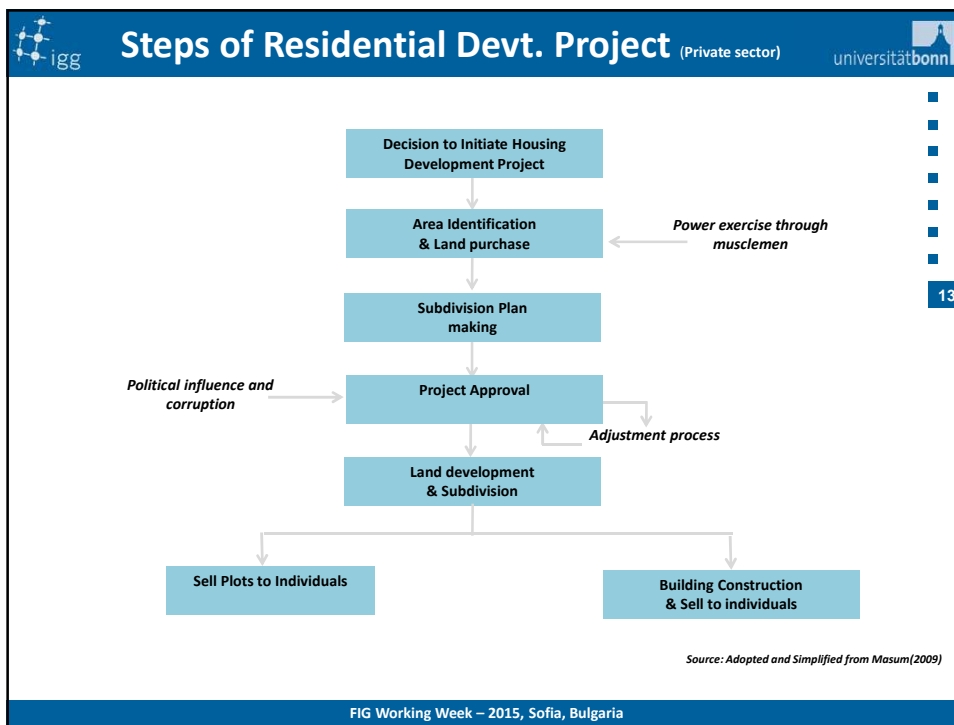 igg
Steps of Residential Devt. Project (Private sector)
universitätbonn
Decision to Initiate Housing
Development Project
Area Identification
& Land purchase
Power exercise through
musclemen
13
Subdivision Plan
making
Political influence and
corruption
Project Approval
Adjustment process
Land development
& Subdivision
Sell Plots to Individuals
Building Construction
& Sell to individuals
Source: Adopted and Simplified from Masum(2009)
FIG Working Week – 2015, Sofia, Bulgaria